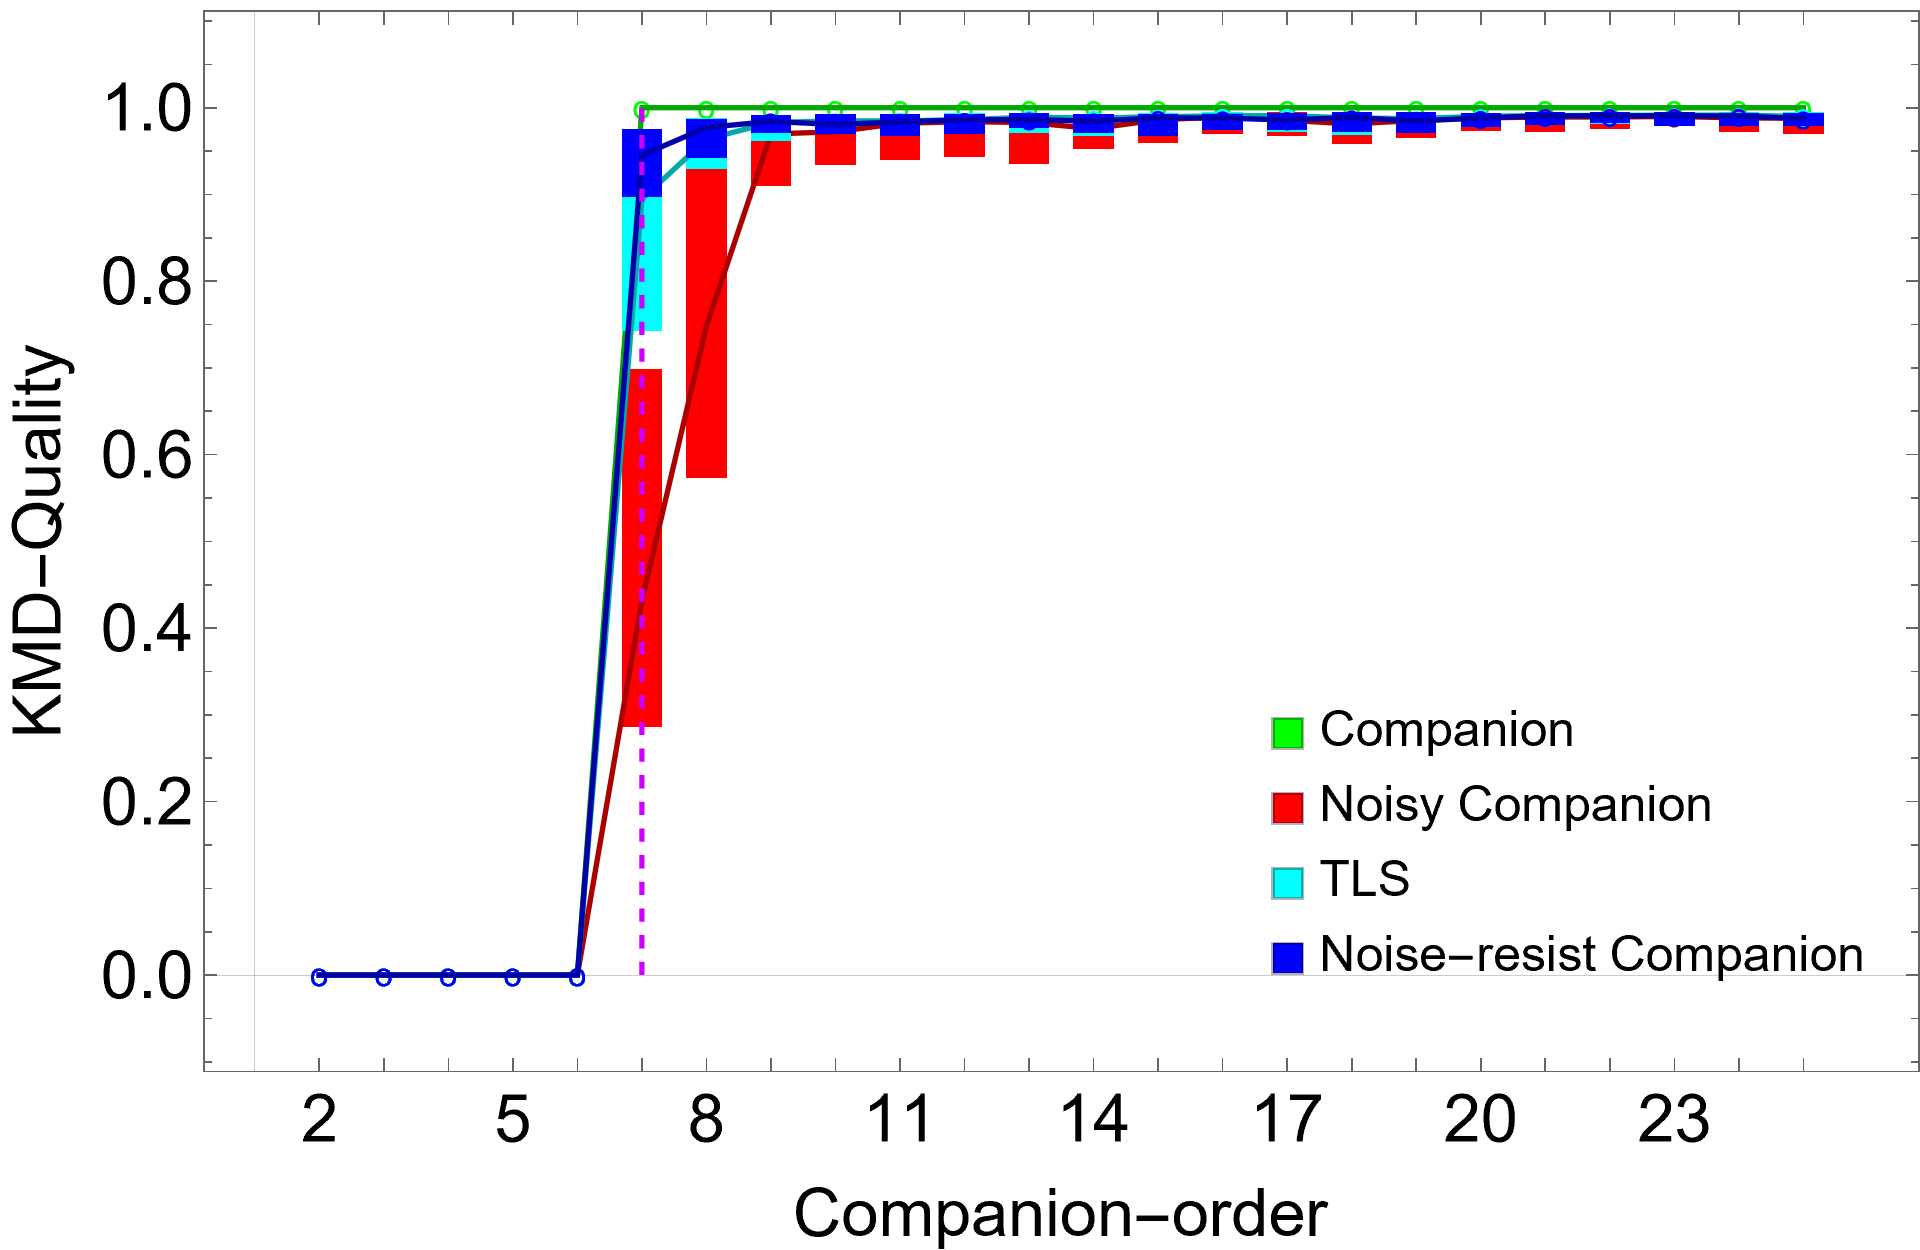 1.0
0.8
0.6
0.4
0.2
0.0
KMD-Quality
Companion
Noisy Companion
TLS
Noise-resist Companion
2 5 8 11 14 17 20 23
Companion-order